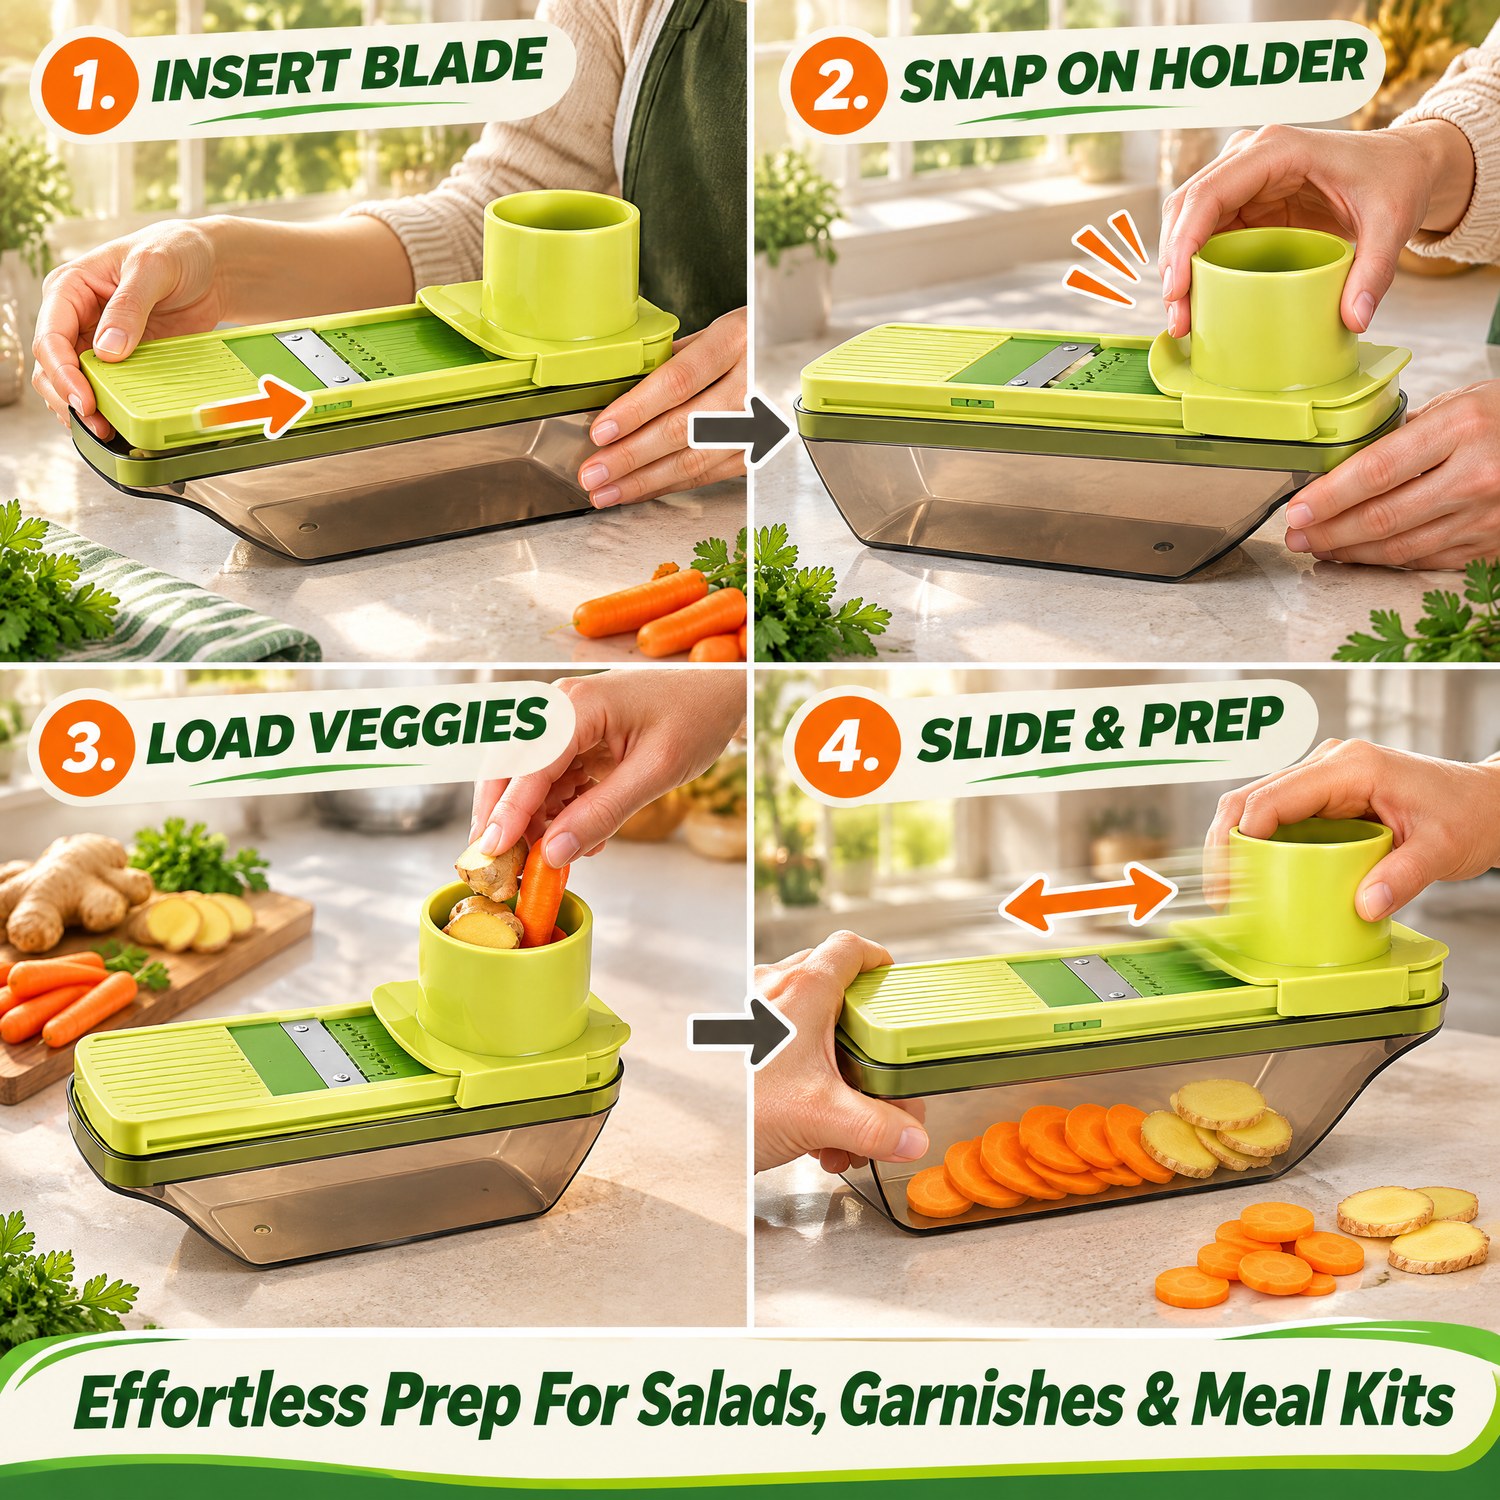 1. INSERT BLADE
2. SNAP ON HOLDER
3. LOAD VEGGIES
4. SLIDE & PREP
Effortless Prep For Salads, Garnishes & Meal Kits